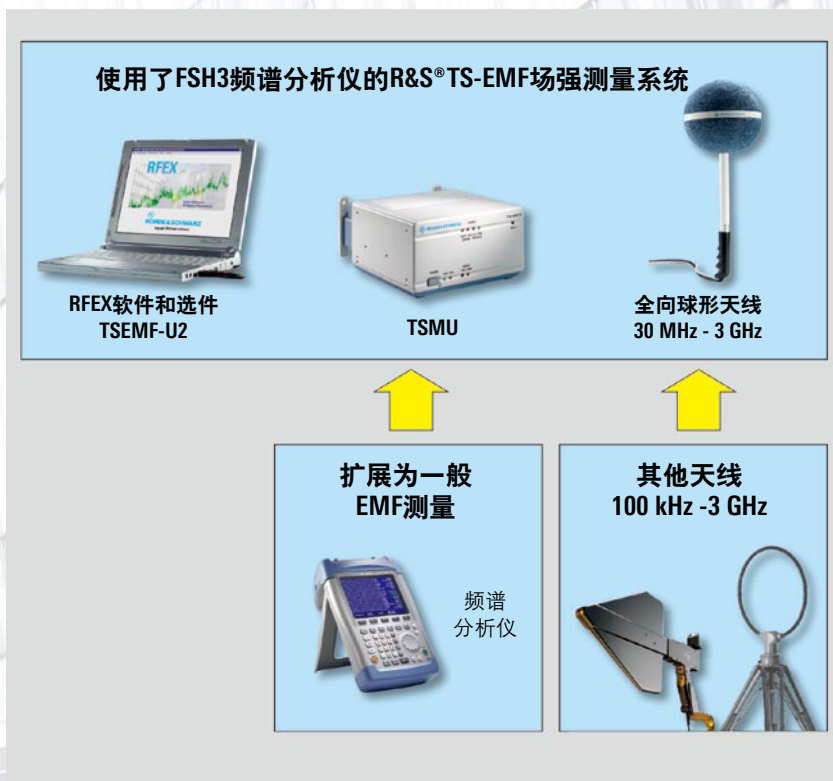 使用了FSH3频谱分析仪的R&S®TS-EMF场强测量系统
RFEX
ROHDE & SCHWARZ
RFEX软件和选件
TSEMF-U2
TSMU
全向球形天线
30 MHz - 3 GHz
扩展为一般
EMF测量
频谱
分析仪
其他天线
100 kHz -3 GHz